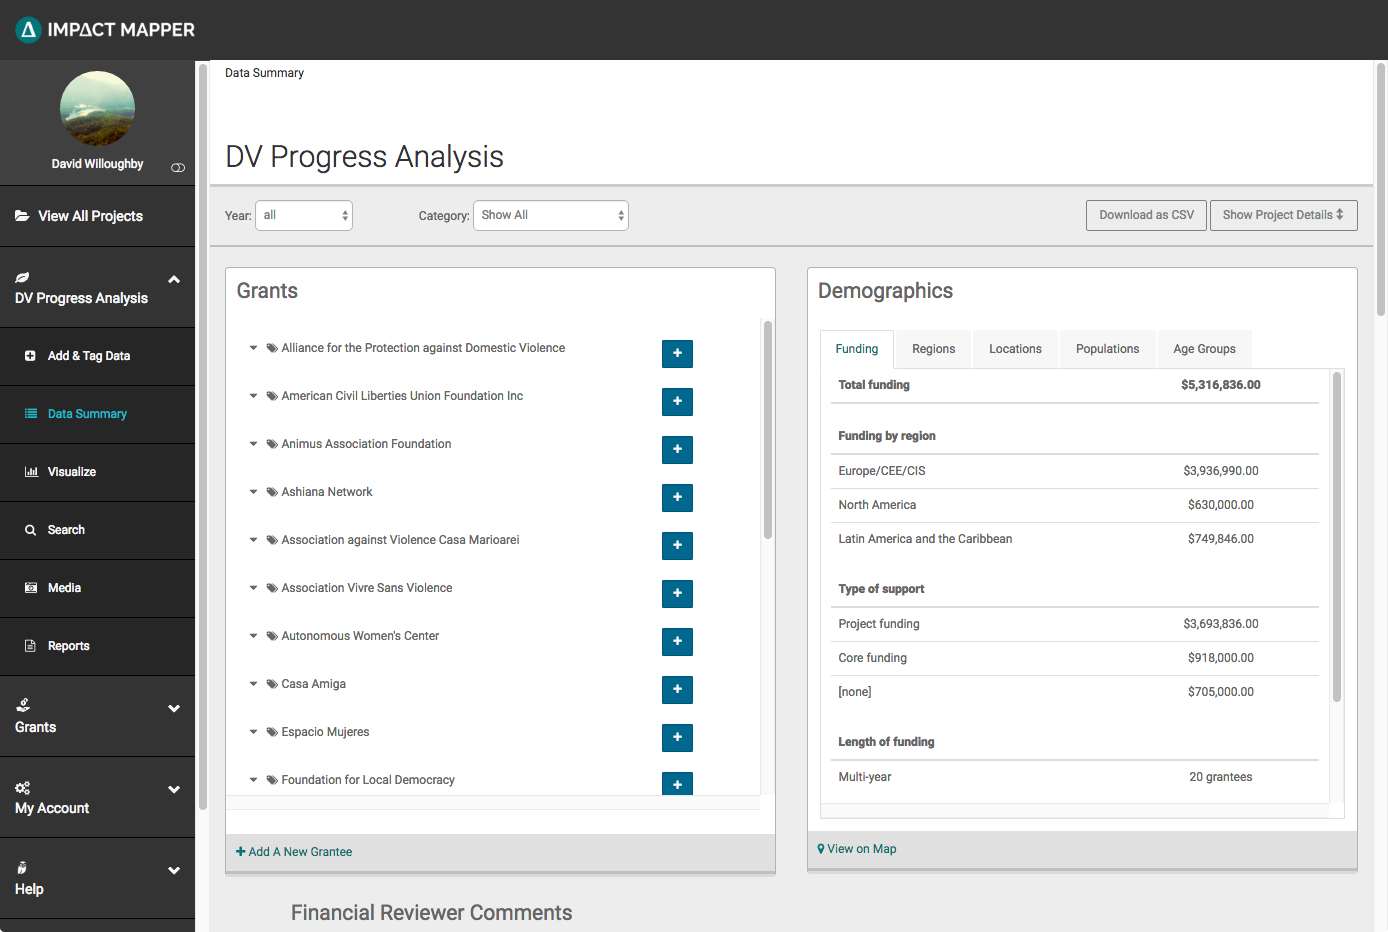 IMPACT MAPPER
David Willoughby
View All Projects
DV Progress Analysis
Add & Tag Data
Data Summary
Visualize
Search
Media
Reports
Grants
My Account
Help
Data Summary
DV Progress Analysis
Year: all Category: Show All Download as CSV Show Project Details
Grants
Alliance for the Protection against Domestic Violence
American Civil Liberties Union Foundation Inc
Animus Association Foundation
Ashiana Network
Association against Violence Casa Marioarei
Association Vivre Sans Violence
Autonomous Women's Center
Casa Amiga
Espacio Mujeres
Foundation for Local Democracy
Add A New Grantee
Demographics
Funding Regions Locations Populations Age Groups
Total funding $5,316,836.00
Funding by region
Europe/CEE/CIS $3,936,990.00
North America $630,000.00
Latin America and the Caribbean $749,846.00
Type of support
Project funding $3,693,836.00
Core funding $918,000.00
[none] $705,000.00
Length of funding
Multi-year 20 grantees
View on Map
Financial Reviewer Comments